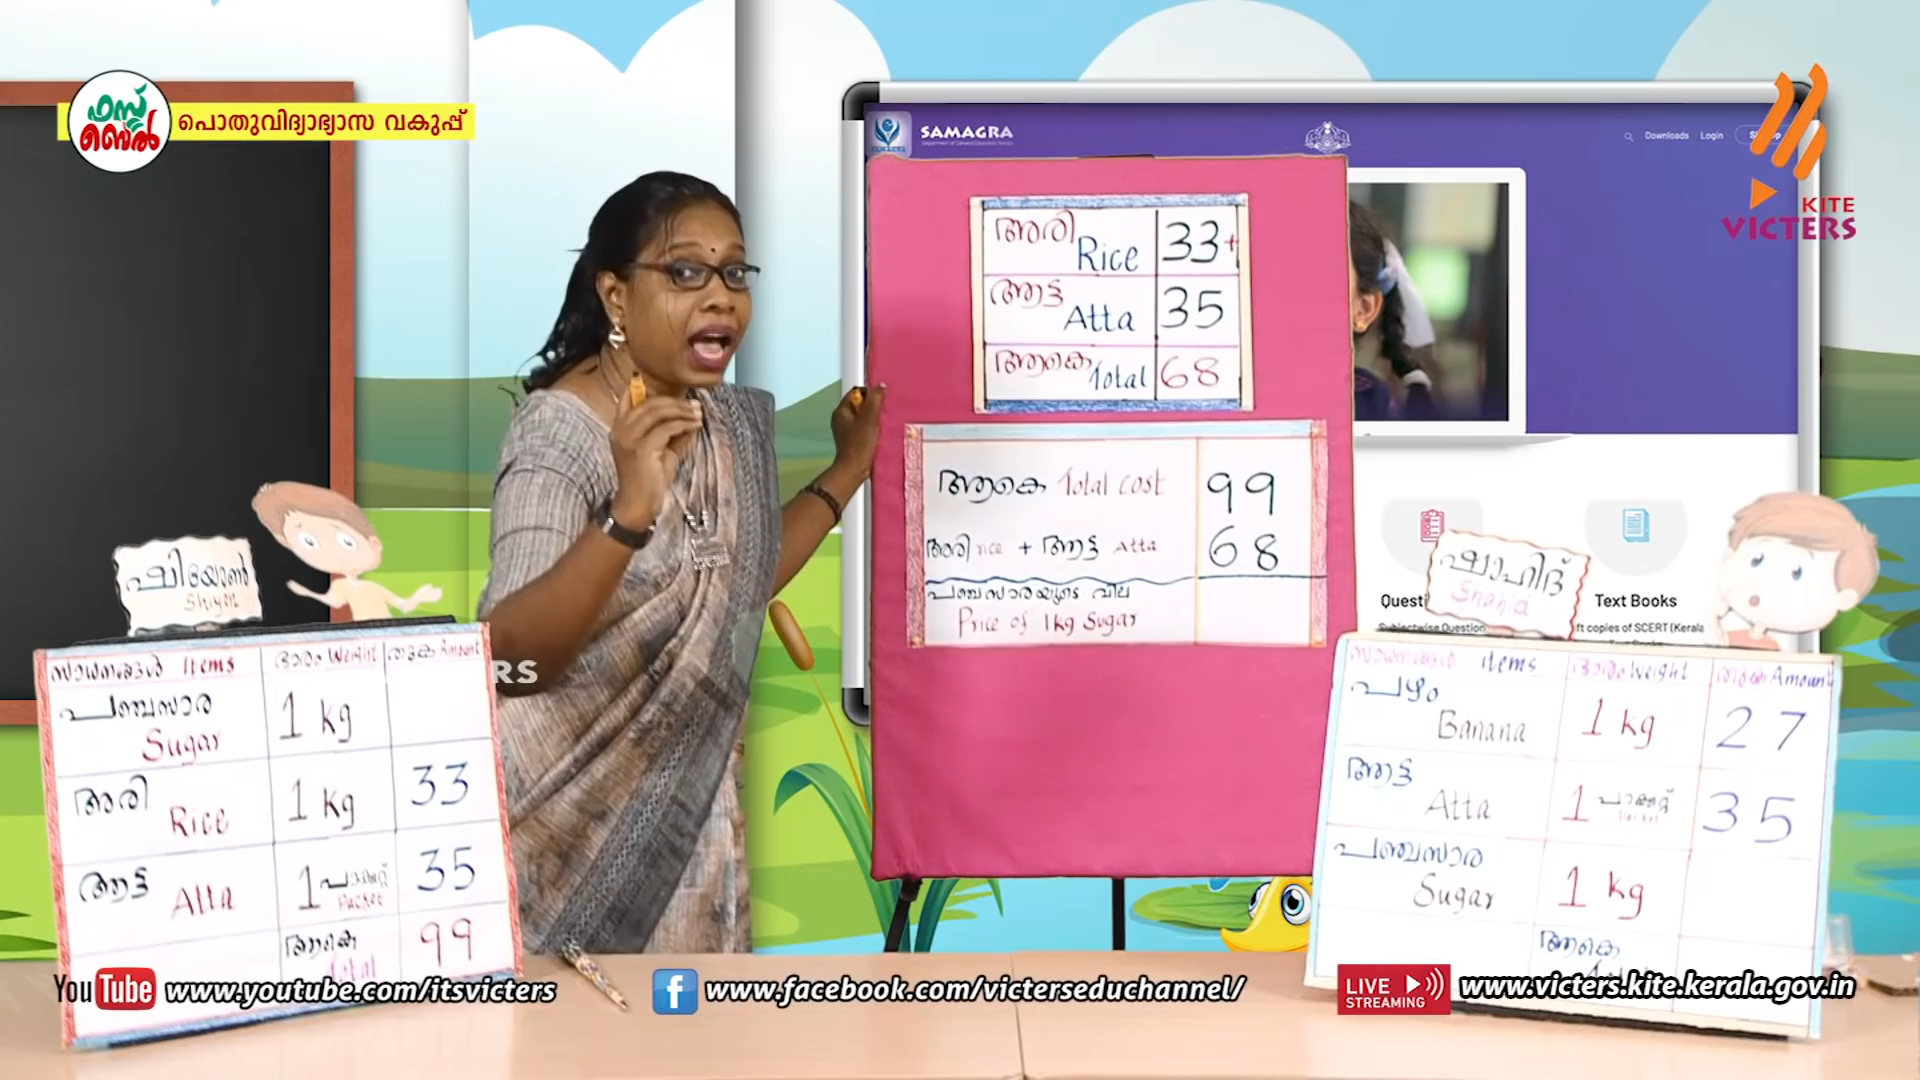 ഫസ്റ്റ്
ബെൽ
പൊതുവിദ്യാഭ്യാസ വകുപ്പ്
SAMAGRA
Downloads Login
KITE
VICTERS
അരി Rice 33+
ആട്ട Atta 35
ആകെ Total 68
ആകെ Total cost 99
അരി rice + ആട്ട Atta 68
പഞ്ചസാരയുടെ വില
Price of 1kg Sugar
ഷിയോൺ
Shiyon
സാധനങ്ങൾ Items ഭാരം Weight തുക Amount
പഞ്ചസാര Sugar 1 kg
അരി Rice 1 kg 33
ആട്ട Atta 1 പാക്കറ്റ് Packet 35
ആകെ Total 99
ഷാഹിദ്
Shahid
Text Books
സാധനങ്ങൾ Items ഭാരം Weight തുക Amount
പഴം Banana 1 kg 27
ആട്ട Atta 1 പാക്കറ്റ് Packet 35
പഞ്ചസാര Sugar 1 kg
ആകെ
RS
YouTube www.youtube.com/itsvicters
f www.facebook.com/victerseduchannel/
LIVE STREAMING www.victers.kite.kerala.gov.in